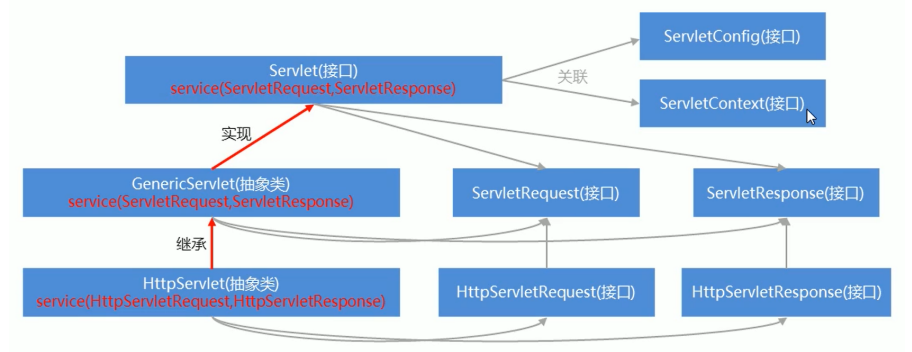 ServletConfig(接口)
Servlet(接口)
service(ServletRequest,ServletResponse)
关联
ServletContext(接口)
实现
GenericServlet(抽象类)
service(ServletRequest,ServletResponse)
ServletRequest(接口)
ServletResponse(接口)
继承
HttpServlet(抽象类)
service(HttpServletRequest,HttpServletResponse)
HttpServletRequest(接口)
HttpServletResponse(接口)